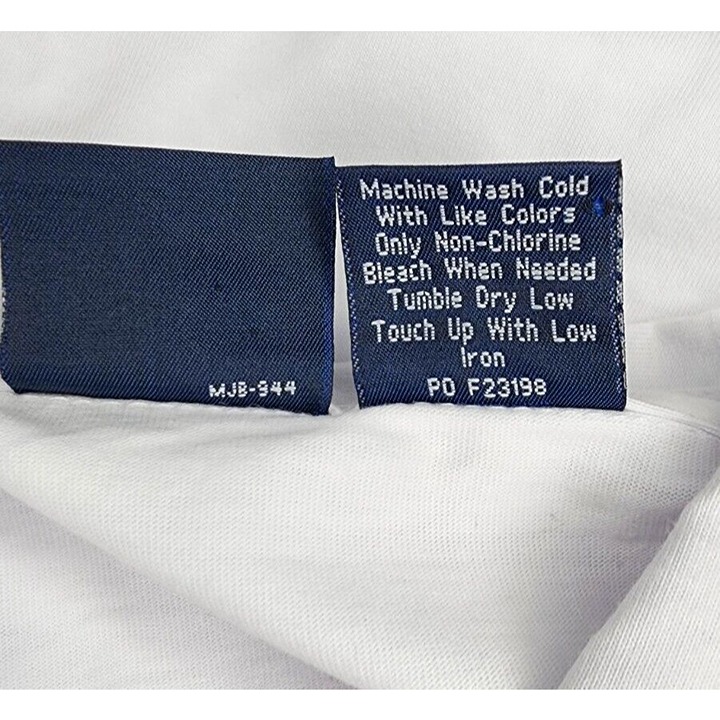 MJB-944
Machine Wash Cold
With Like Colors
Only Non-Chlorine
Bleach When Needed
Tumble Dry Low
Touch Up With Low
Iron
PO F23198